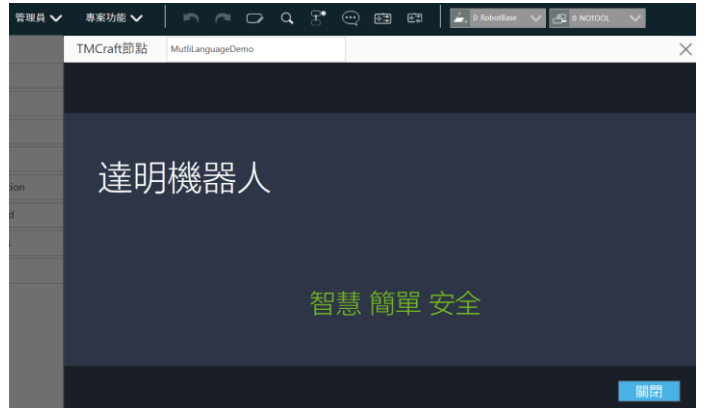 管理員 專案功能 0 RobotBase 0 NOTOOL
TMCraft節點 MutliLanguageDemo
達明機器人
ion
d
智慧 簡單 安全
關閉